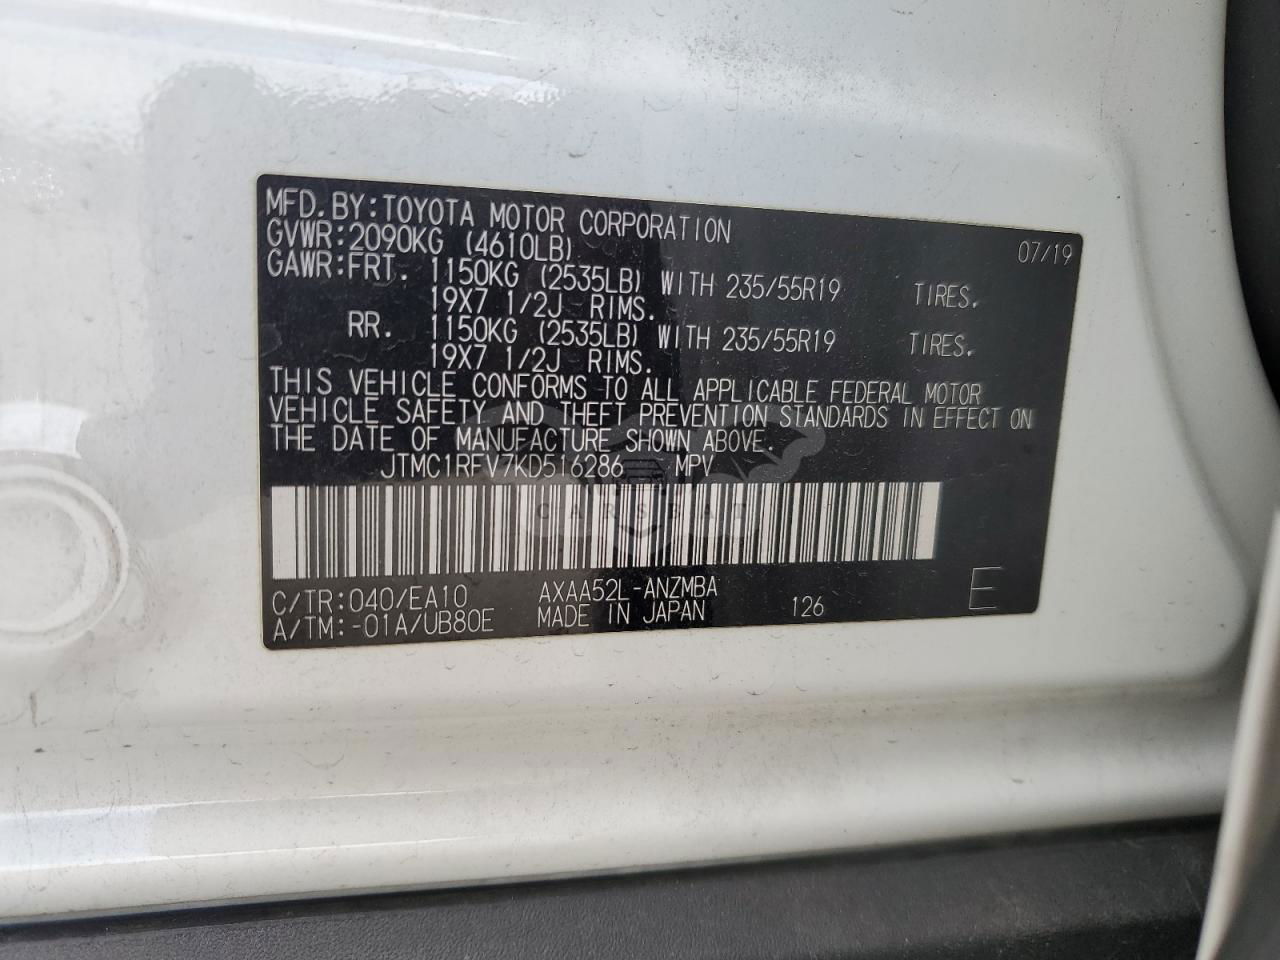 MFD.BY:TOYOTA MOTOR CORPORATION 07/19
GVWR:2090KG (4610LB)
GAWR:FRT. 1150KG (2535LB) WITH 235/55R19 TIRES.
19X7 1/2J RIMS.
RR. 1150KG (2535LB) WITH 235/55R19 TIRES.
19X7 1/2J RIMS.
THIS VEHICLE CONFORMS TO ALL APPLICABLE FEDERAL MOTOR
VEHICLE SAFETY AND THEFT PREVENTION STANDARDS IN EFFECT ON
THE DATE OF MANUFACTURE SHOWN ABOVE.
JTMC1RFV7KD516286 MPV
CARSEAT
C/TR:040/EA10 AXAA52L-ANZMBA
A/TM:-01A/UB80E MADE IN JAPAN 126 E